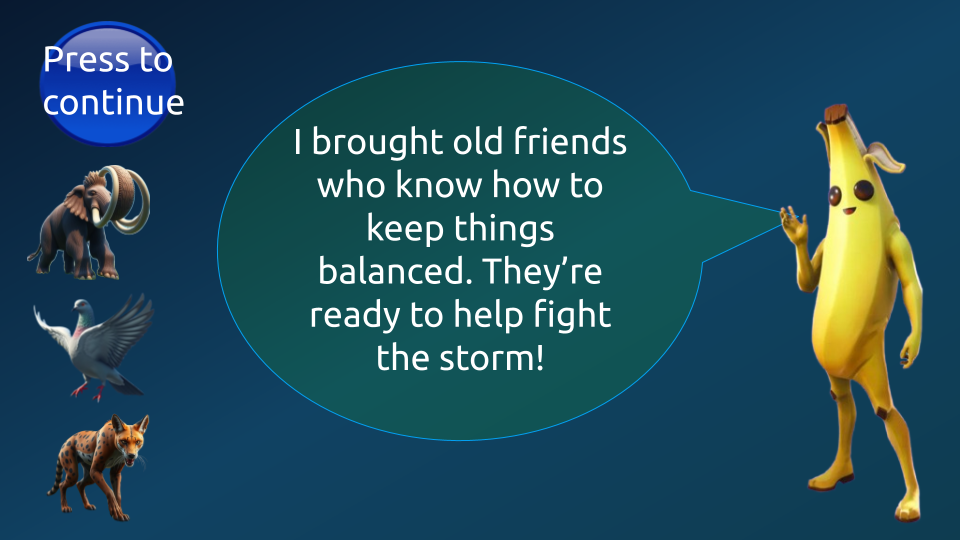 Press to
continue
I brought old friends
who know how to
keep things
balanced. They’re
ready to help fight
the storm!